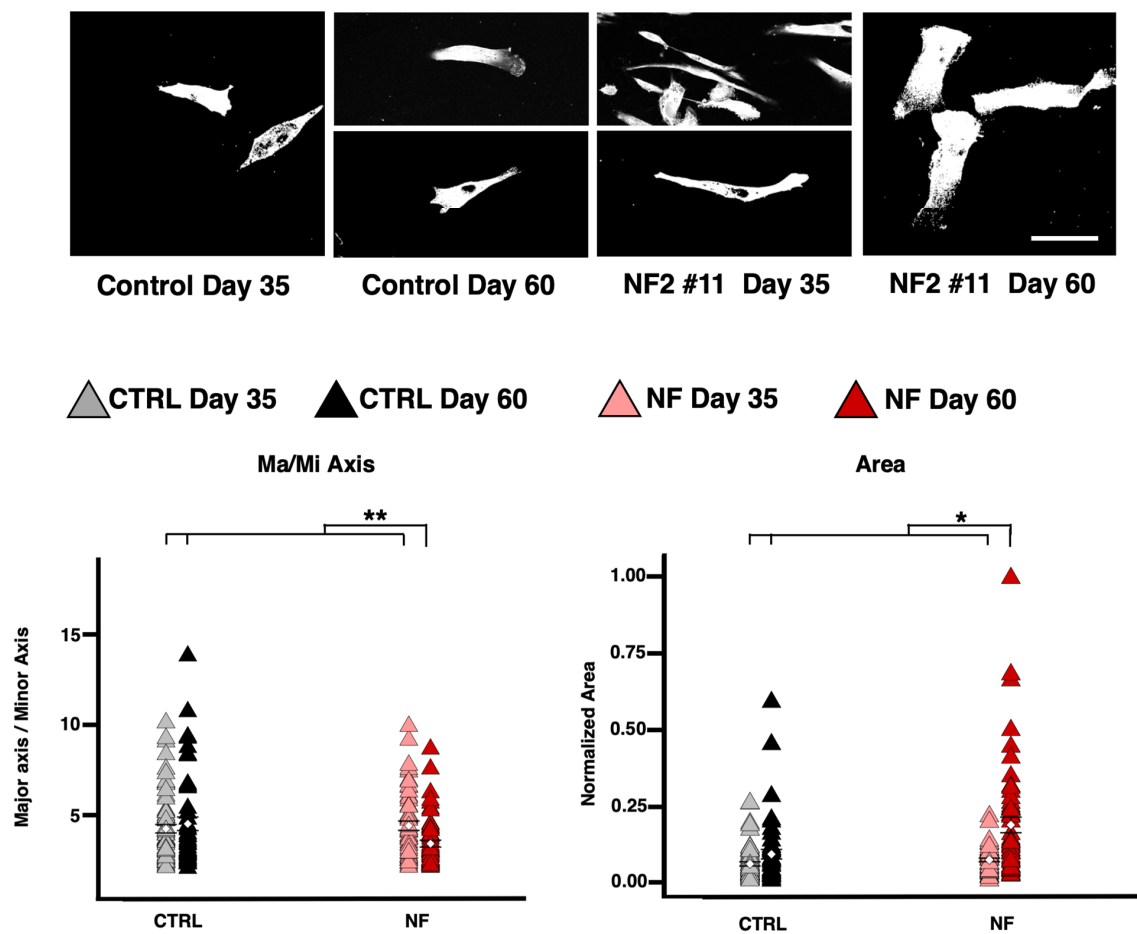 Control Day 35
Control Day 60
NF2 #11 Day 35
NF2 #11 Day 60
CTRL Day 35
CTRL Day 60
NF Day 35
NF Day 60
Ma/Mi Axis
**
Major axis / Minor Axis
15
10
5
CTRL
NF
Area
*
Normalized Area
1.00
0.75
0.50
0.25
0.00
CTRL
NF